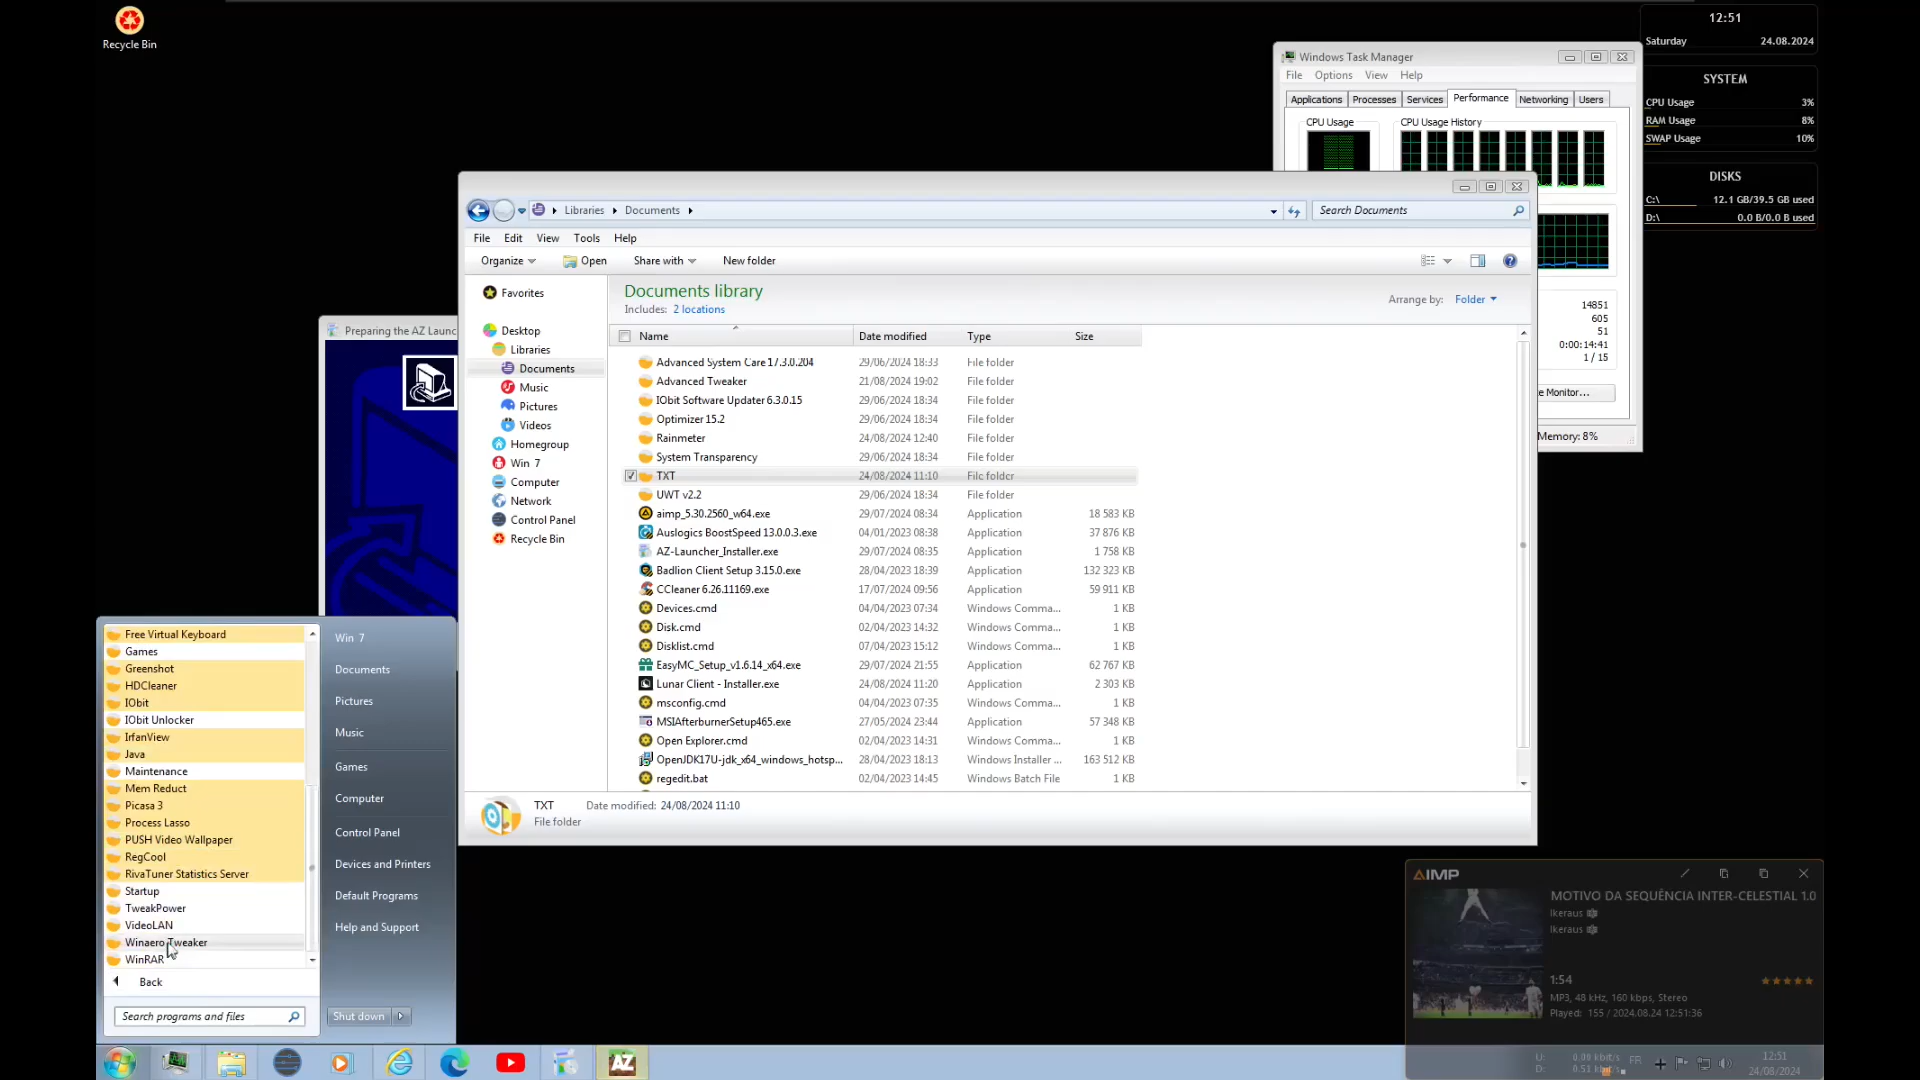 Recycle Bin
12:51
Saturday 24.08.2024
SYSTEM
CPU Usage 3%
RAM Usage 8%
SWAP Usage 10%
DISKS
C:\ 12.1 GB/39.5 GB used
D:\ 0.0 B/0.0 B used
Windows Task Manager
File Options View Help
Applications Processes Services Performance Networking Users
CPU Usage CPU Usage History
14851
605
51
0:00:14:41
1 / 15
e Monitor...
Memory: 8%
Libraries Documents
Search Documents
File Edit View Tools Help
Organize Open Share with New folder
Favorites
Desktop
Libraries
Documents
Music
Pictures
Videos
Homegroup
Win 7
Computer
Network
Control Panel
Recycle Bin
Documents library
Includes: 2 locations
Arrange by: Folder
Name Date modified Type Size
Advanced System Care 17.3.0.204 29/06/2024 18:33 File folder
Advanced Tweaker 21/08/2024 19:02 File folder
IObit Software Updater 6.3.0.15 29/06/2024 18:34 File folder
Optimizer 15.2 29/06/2024 18:34 File folder
Rainmeter 24/08/2024 12:40 File folder
System Transparency 29/06/2024 18:34 File folder
TXT 24/08/2024 11:10 File folder
UWT v2.2 29/06/2024 18:34 File folder
aimp_5.30.2560_w64.exe 29/07/2024 08:34 Application 18 583 KB
Auslogics BoostSpeed 13.0.0.3.exe 04/01/2023 08:38 Application 37 876 KB
AZ-Launcher_Installer.exe 29/07/2024 08:35 Application 1 758 KB
Badlion Client Setup 3.15.0.exe 28/04/2023 18:39 Application 132 323 KB
CCleaner 6.26.11169.exe 17/07/2024 09:56 Application 59 911 KB
Devices.cmd 04/04/2023 07:34 Windows Comma... 1 KB
Disk.cmd 02/04/2023 14:32 Windows Comma... 1 KB
Disklist.cmd 07/04/2023 15:12 Windows Comma... 1 KB
EasyMC_Setup_v1.6.14_x64.exe 29/07/2024 21:55 Application 62 767 KB
Lunar Client - Installer.exe 24/08/2024 11:20 Application 2 303 KB
msconfig.cmd 04/04/2023 07:35 Windows Comma... 1 KB
MSIAfterburnerSetup465.exe 27/05/2024 23:44 Application 57 348 KB
Open Explorer.cmd 02/04/2023 14:31 Windows Comma... 1 KB
OpenJDK17U-jdk_x64_windows_hotsp... 28/04/2023 18:13 Windows Installer ... 163 512 KB
regedit.bat 02/04/2023 14:45 Windows Batch File 1 KB
TXT Date modified: 24/08/2024 11:10
File folder
Preparing the AZ Launc
Free Virtual Keyboard
Games
Greenshot
HDCleaner
IObit
IObit Unlocker
IrfanView
Java
Maintenance
Mem Reduct
Picasa 3
Process Lasso
PUSH Video Wallpaper
RegCool
RivaTuner Statistics Server
Startup
TweakPower
VideoLAN
Winaero Tweaker
WinRAR
Back
Search programs and files
Win 7
Documents
Pictures
Music
Games
Computer
Control Panel
Devices and Printers
Default Programs
Help and Support
Shut down
AIMP
MOTIVO DA SEQUÊNCIA INTER-CELESTIAL 1.0
Ikeraus
Ikeraus
1:54
MP3, 48 kHz, 160 kbps, Stereo
Played: 155 / 2024.08.24 12:51:36
AZ
U: 0.09 kbit/s
D: 0.51 kbit/s
FR
12:51
24/08/2024